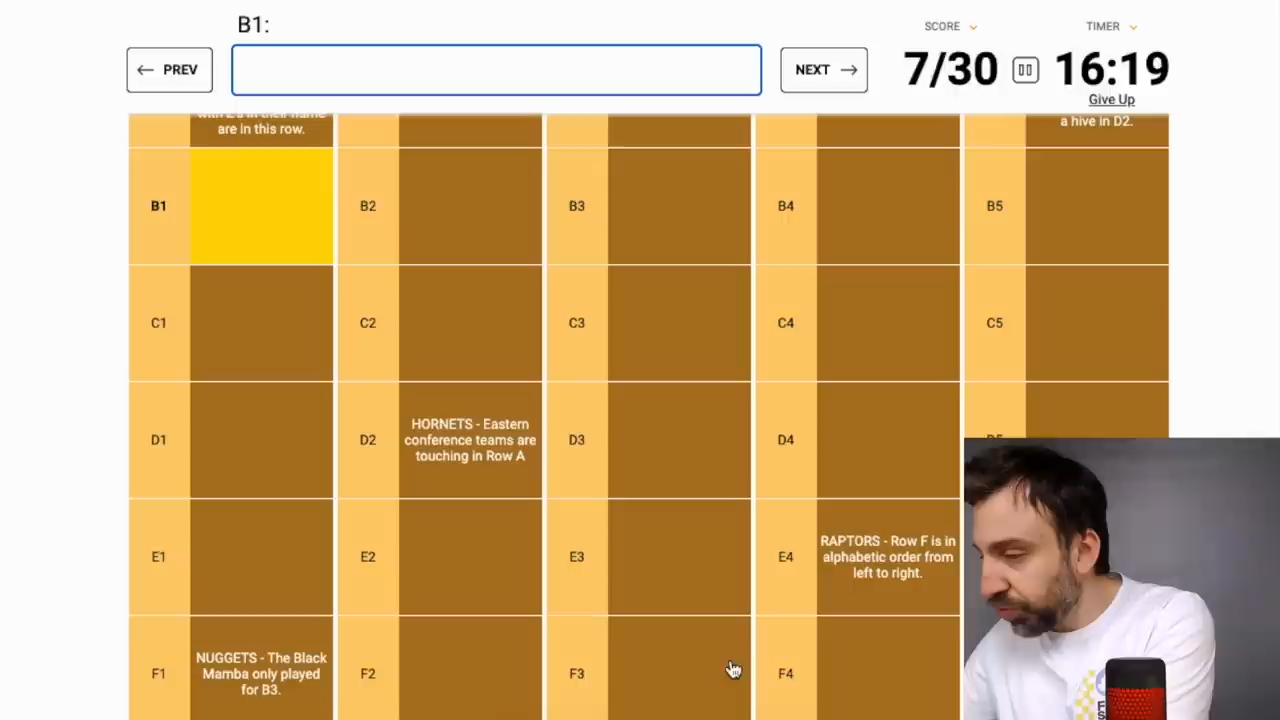 B1:
SCORE
TIMER
← PREV
NEXT →
7/30
16:19
Give Up
are in this row.
a hive in D2.
B1
B2
B3
B4
B5
C1
C2
C3
C4
C5
D1
D2
HORNETS - Eastern
conference teams are
touching in Row A
D3
D4
E1
E2
E3
E4
RAPTORS - Row F is in
alphabetic order from
left to right.
F1
NUGGETS - The Black
Mamba only played
for B3.
F2
F3
F4